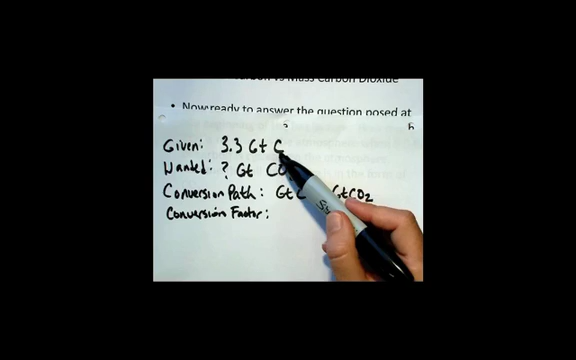 vs Mass Carbon Dioxide
• Now ready to answer the question posed at
Given: 3.3 Gt C
Wanted: ? Gt CO
Conversion Path: Gt C GtCO2
Conversion Factor: